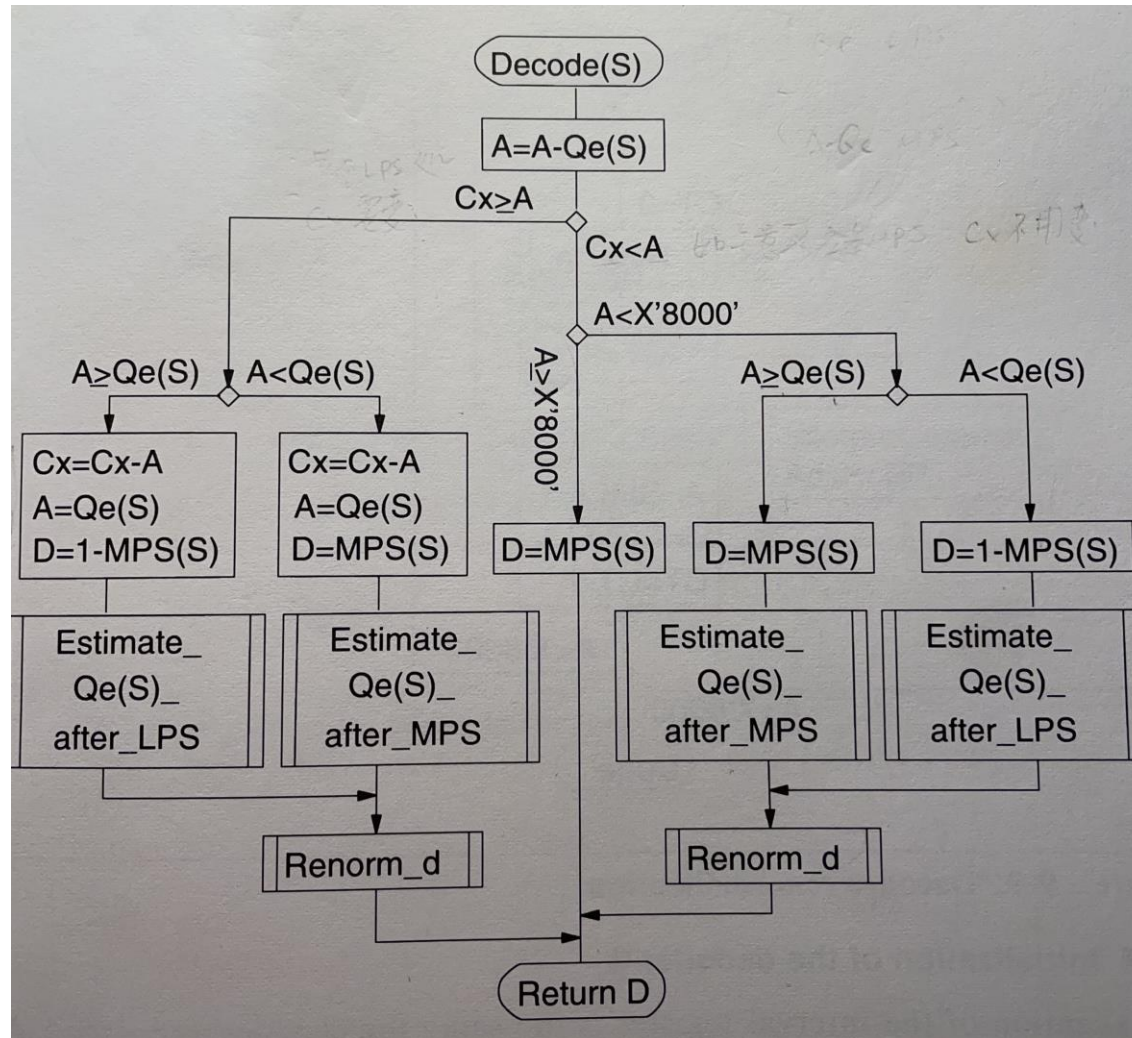 Decode(S)
A=A-Qe(S)
Cx≥A
Cx<A
A<X'8000'
A≥X'8000'
A≥Qe(S)
A<Qe(S)
A≥Qe(S)
A<Qe(S)
Cx=Cx-A
A=Qe(S)
D=1-MPS(S)
Cx=Cx-A
A=Qe(S)
D=MPS(S)
D=MPS(S)
D=MPS(S)
D=1-MPS(S)
Estimate_
Qe(S)_
after_LPS
Estimate_
Qe(S)_
after_MPS
Estimate_
Qe(S)_
after_MPS
Estimate_
Qe(S)_
after_LPS
Renorm_d
Renorm_d
Return D